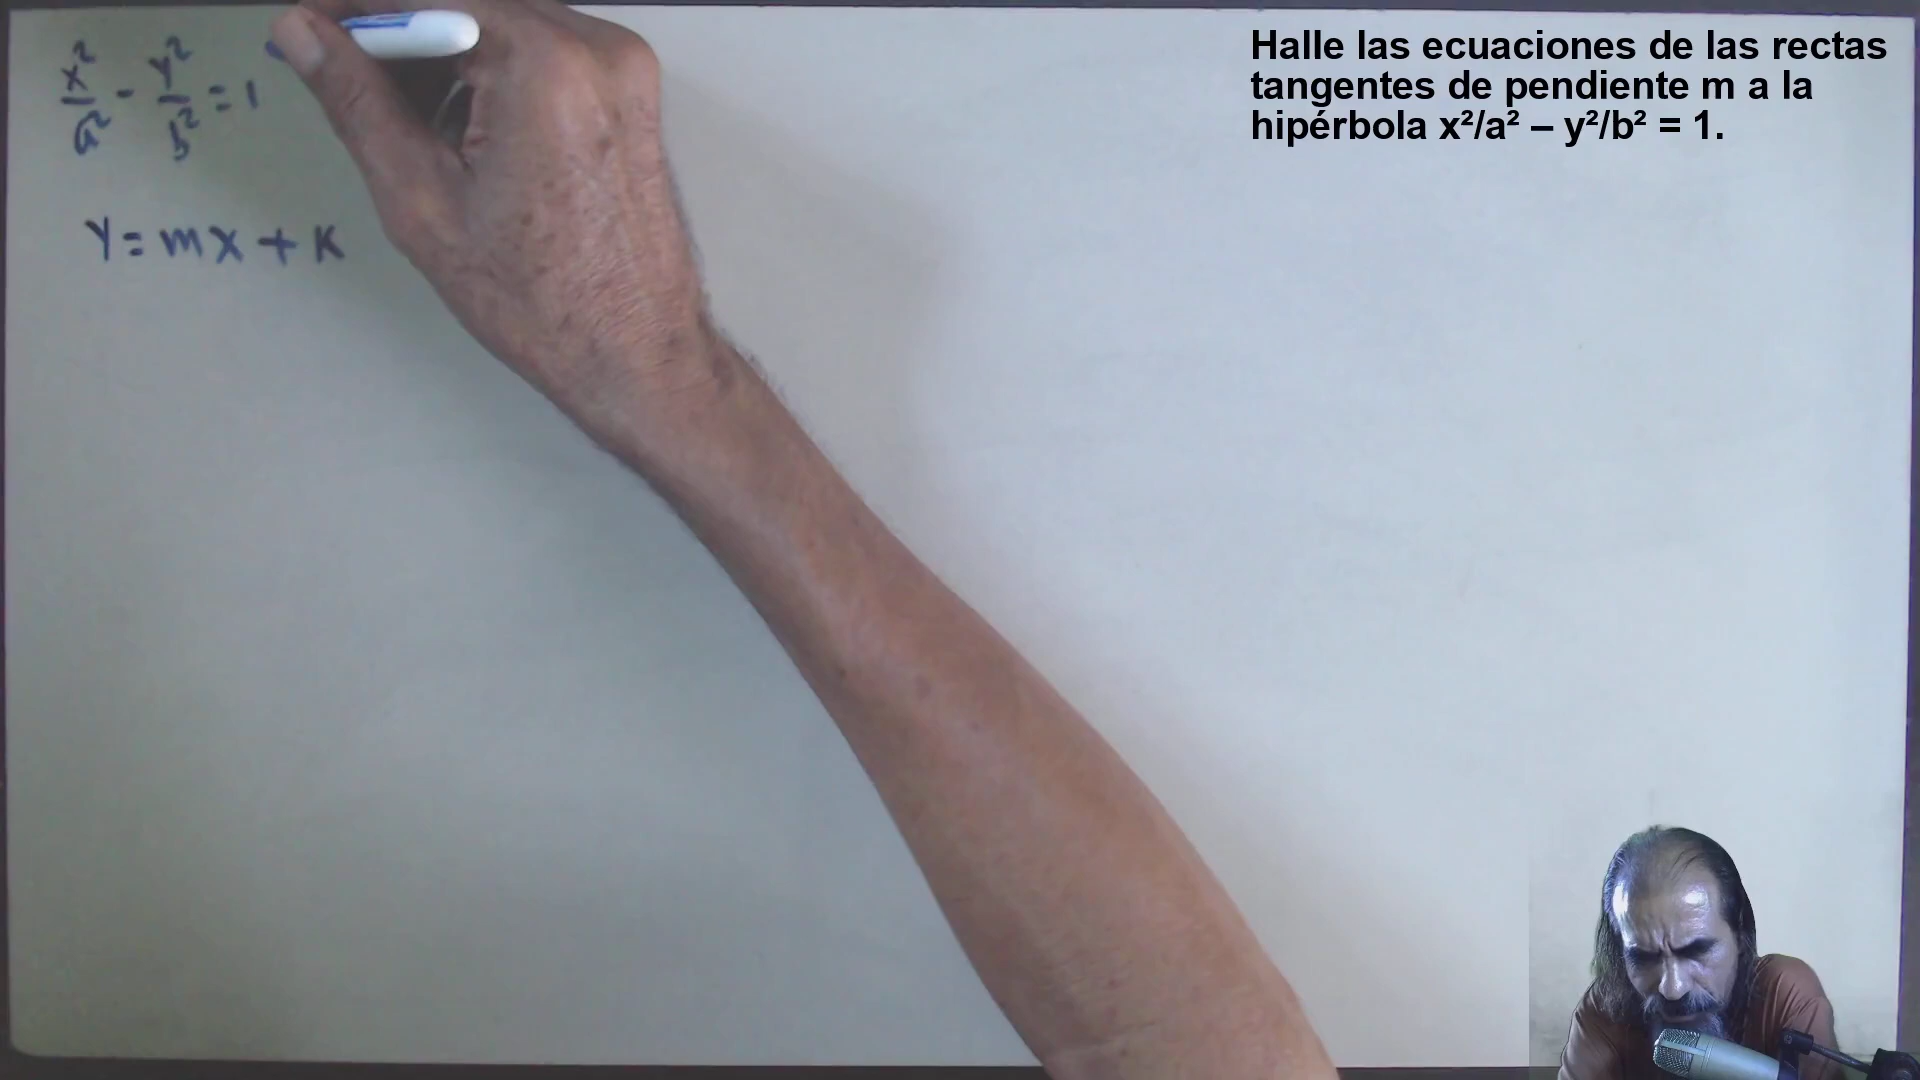 x²/a² - y²/b² = 1
y = mx + k
Halle las ecuaciones de las rectas
tangentes de pendiente m a la
hipérbola x²/a² – y²/b² = 1.